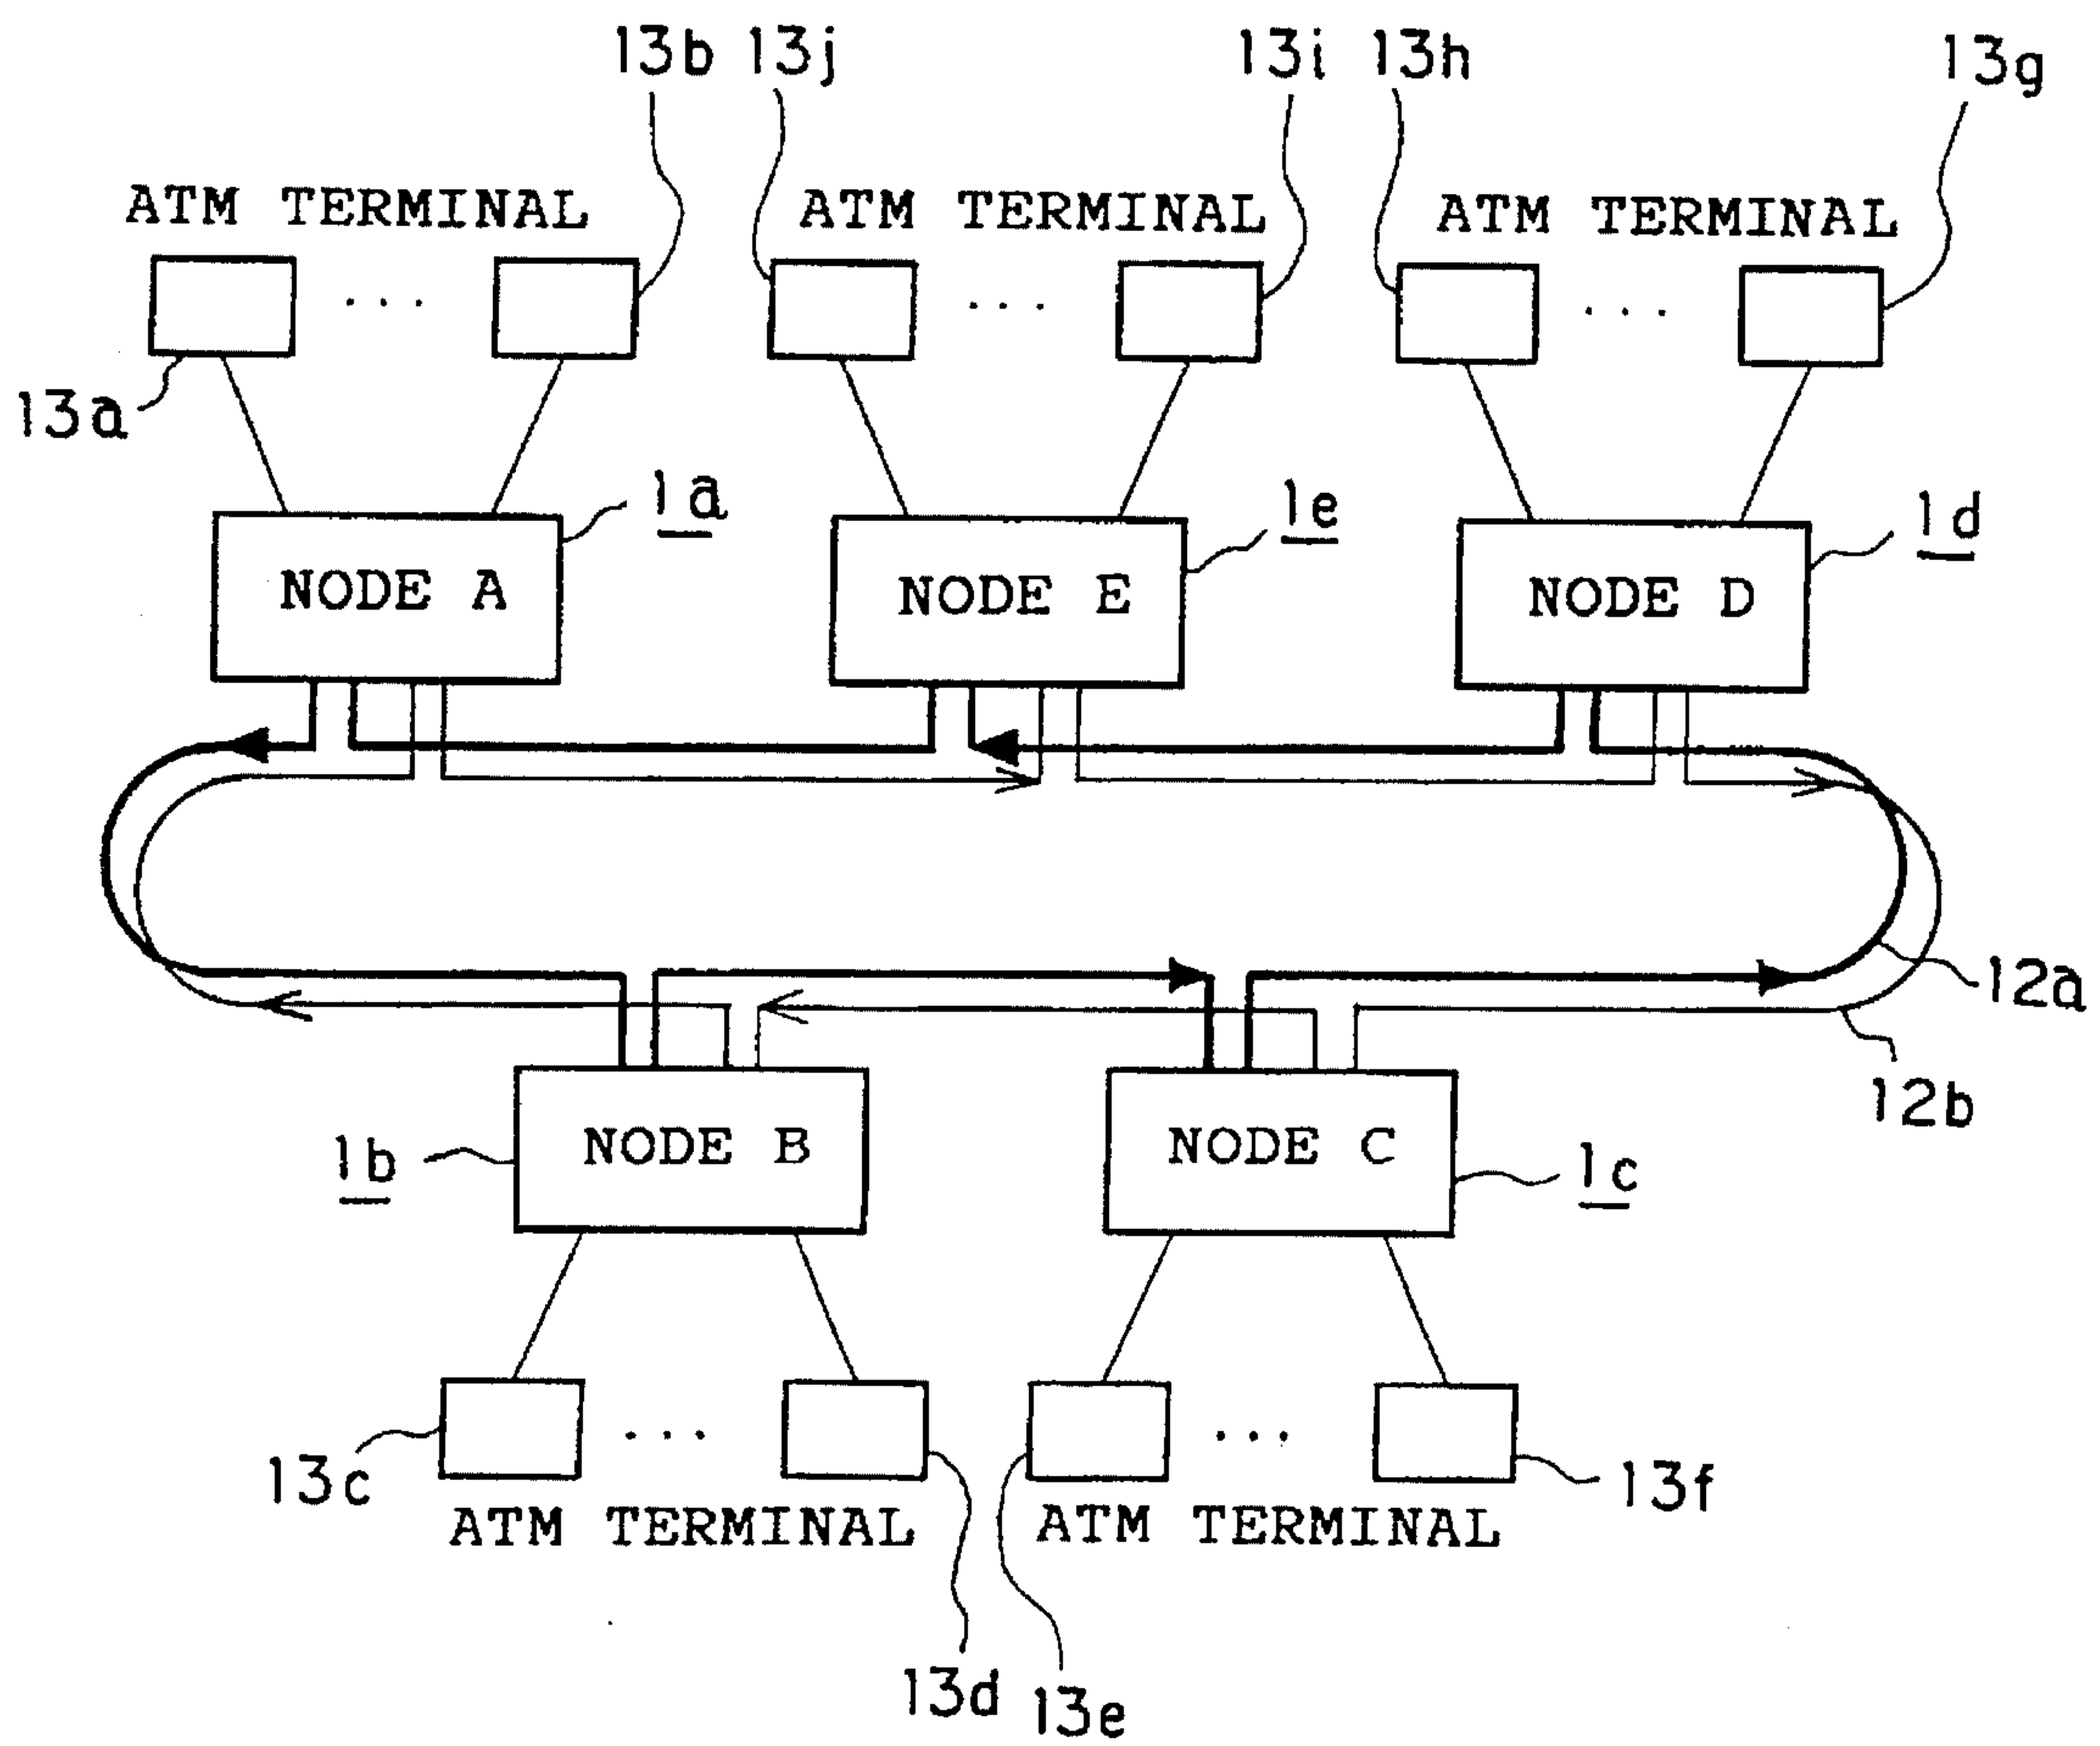 13b 13j 13i 13h 13g
ATM TERMINAL ATM TERMINAL ATM TERMINAL
... ... ...
13a
1a 1e 1d
NODE A NODE E NODE D
12a
12b
NODE B NODE C
1b 1c
... ...
13c 13f
ATM TERMINAL ATM TERMINAL
13d 13e